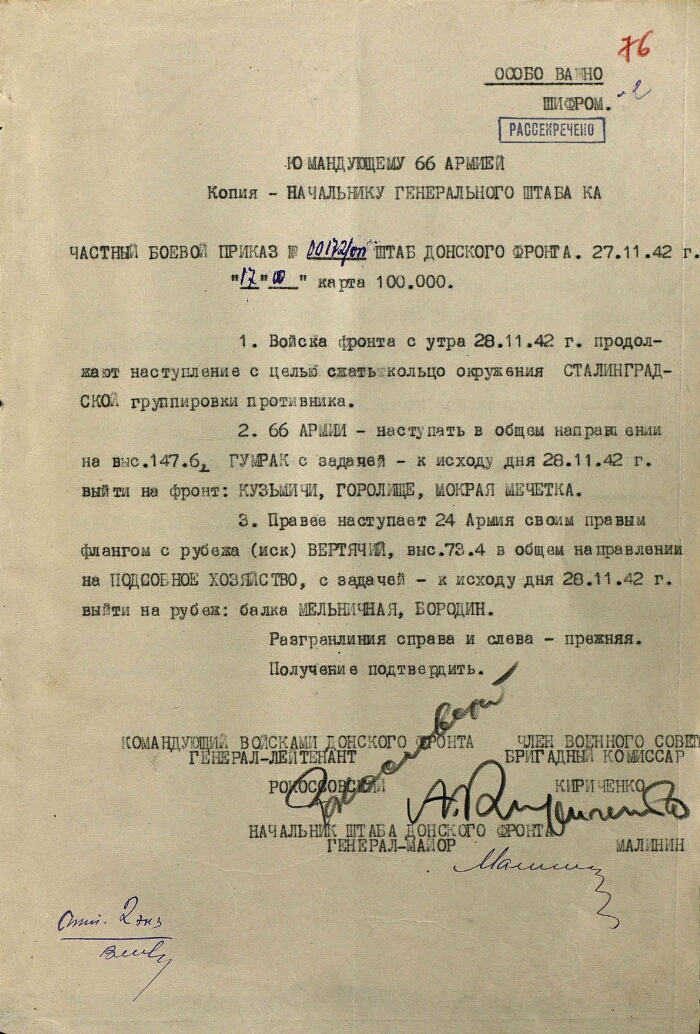 76
ОСОБО ВАЖНО
ШИФРОМ.
РАССЕКРЕЧЕНО
КОМАНДУЮЩЕМУ 66 АРМИЕЙ
Копия - НАЧАЛЬНИКУ ГЕНЕРАЛЬНОГО ШТАБА КА
ЧАСТНЫЙ БОЕВОЙ ПРИКАЗ № 00172/оп ШТАБ ДОНСКОГО ФРОНТА. 27.11.42 г.
"17"00" карта 100.000.
1. Войска фронта с утра 28.11.42 г. продол-
жают наступление с целью сжать кольцо окружения СТАЛИНГРАД-
СКОЙ группировки противника.
2. 66 АРМИИ - наступать в общем направлении
на выс.147.6, ГУМРАК с задачей - к исходу дня 28.11.42 г.
выйти на фронт: КУЗЬМИЧИ, ГОРОЛИЩЕ, МОКРАЯ МЕЧЕТКА.
3. Правее наступает 24 Армия своим правым
флангом с рубежа (иск) ВЕРТЯЧИЙ, выс.73.4 в общем направлении
на ПОДСОБНОЕ ХОЗЯЙСТВО, с задачей - к исходу дня 28.11.42 г.
выйти на рубеж: балка МЕЛЬНИЧНАЯ, БОРОДИН.
Разгранлиния справа и слева - прежняя.
Получение подтвердить.
КОМАНДУЮЩИЙ ВОЙСКАМИ ДОНСКОГО ФРОНТА ЧЛЕН ВОЕННОГО СОВЕТ
ГЕНЕРАЛ-ЛЕЙТЕНАНТ БРИГАДНЫЙ КОМИССАР
РОКОССОВСКИЙ КИРИЧЕНКО
НАЧАЛЬНИК ШТАБА ДОНСКОГО ФРОНТА
ГЕНЕРАЛ-МАЙОР МАЛИНИН
Отп. 2 экз